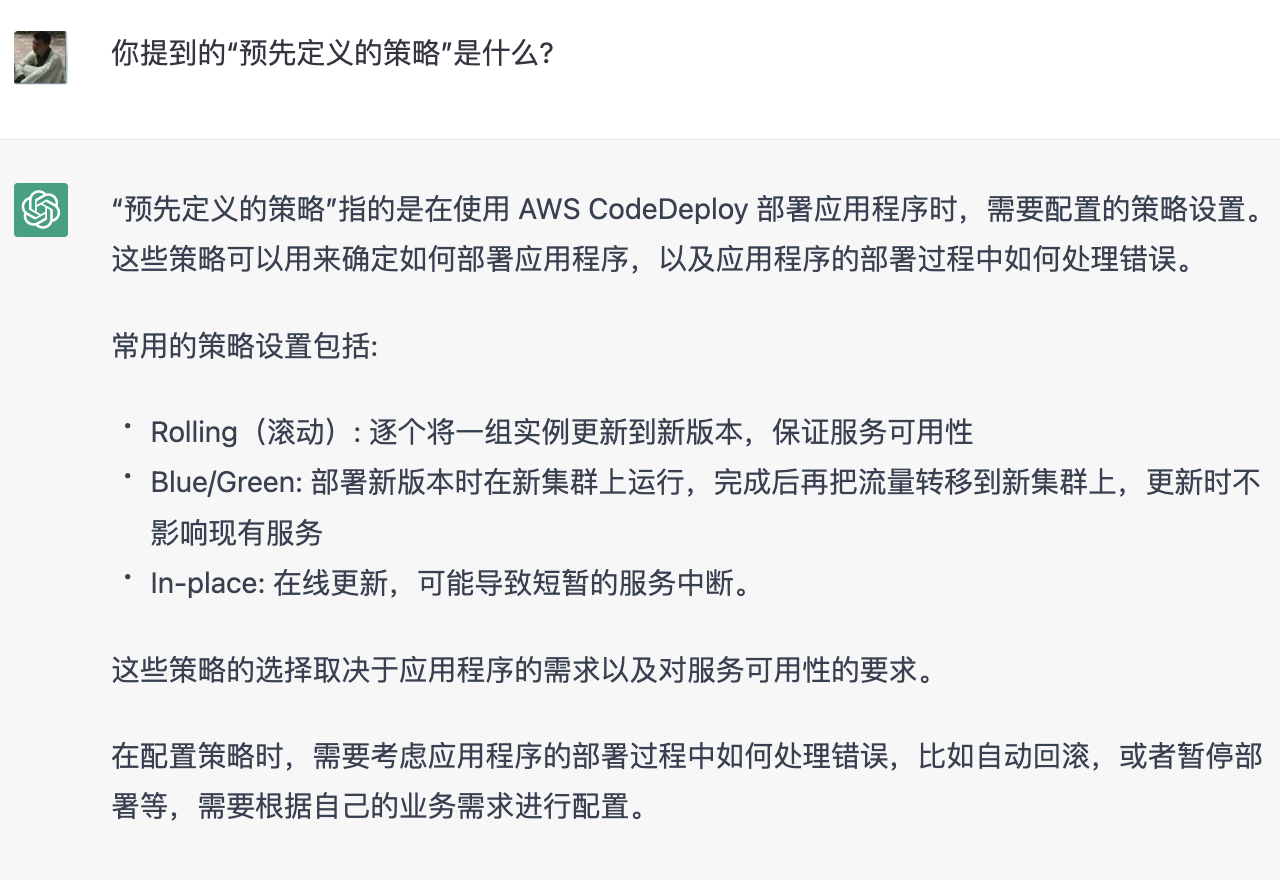 你提到的“预先定义的策略”是什么?
“预先定义的策略”指的是在使用 AWS CodeDeploy 部署应用程序时，需要配置的策略设置。
这些策略可以用来确定如何部署应用程序，以及应用程序的部署过程中如何处理错误。
常用的策略设置包括:
• Rolling（滚动）: 逐个将一组实例更新到新版本，保证服务可用性
• Blue/Green: 部署新版本时在新集群上运行，完成后再把流量转移到新集群上，更新时不
影响现有服务
• In-place: 在线更新，可能导致短暂的服务中断。
这些策略的选择取决于应用程序的需求以及对服务可用性的要求。
在配置策略时，需要考虑应用程序的部署过程中如何处理错误，比如自动回滚，或者暂停部
署等，需要根据自己的业务需求进行配置。